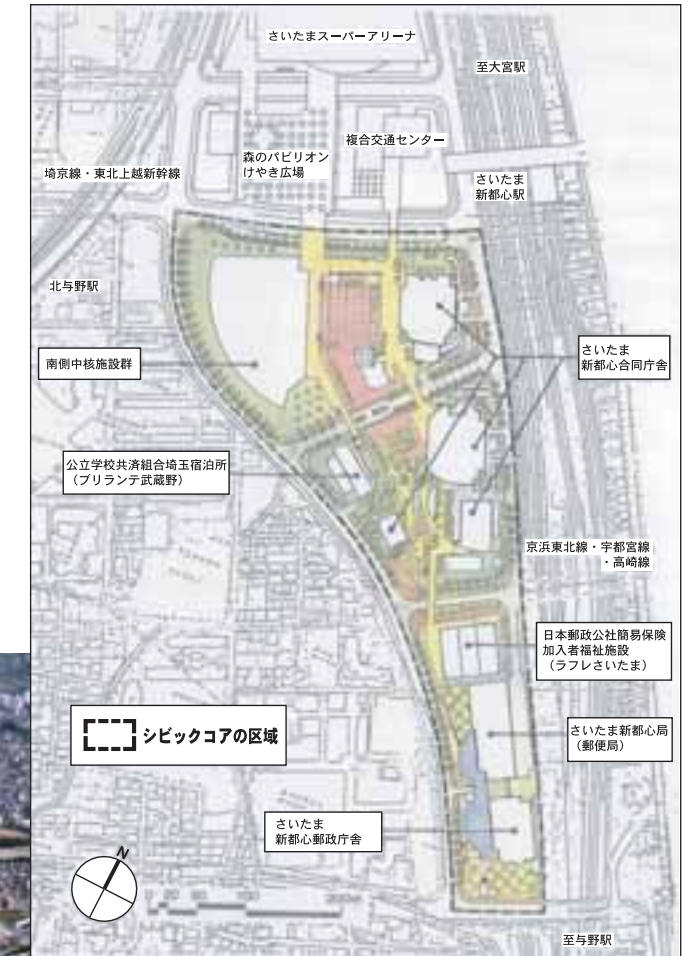 さいたまスーパーアリーナ
至大宮駅
複合交通センター
森のパビリオン
けやき広場
埼京線・東北上越新幹線
さいたま
新都心駅
北与野駅
南側中核施設群
さいたま
新都心合同庁舎
公立学校共済組合埼玉宿泊所
（ブリランテ武蔵野）
京浜東北線・宇都宮線
・高崎線
日本郵政公社簡易保険
加入者福祉施設
（ラフレさいたま）
シビックコアの区域
さいたま新都心局
（郵便局）
さいたま
新都心郵政庁舎
N
至与野駅